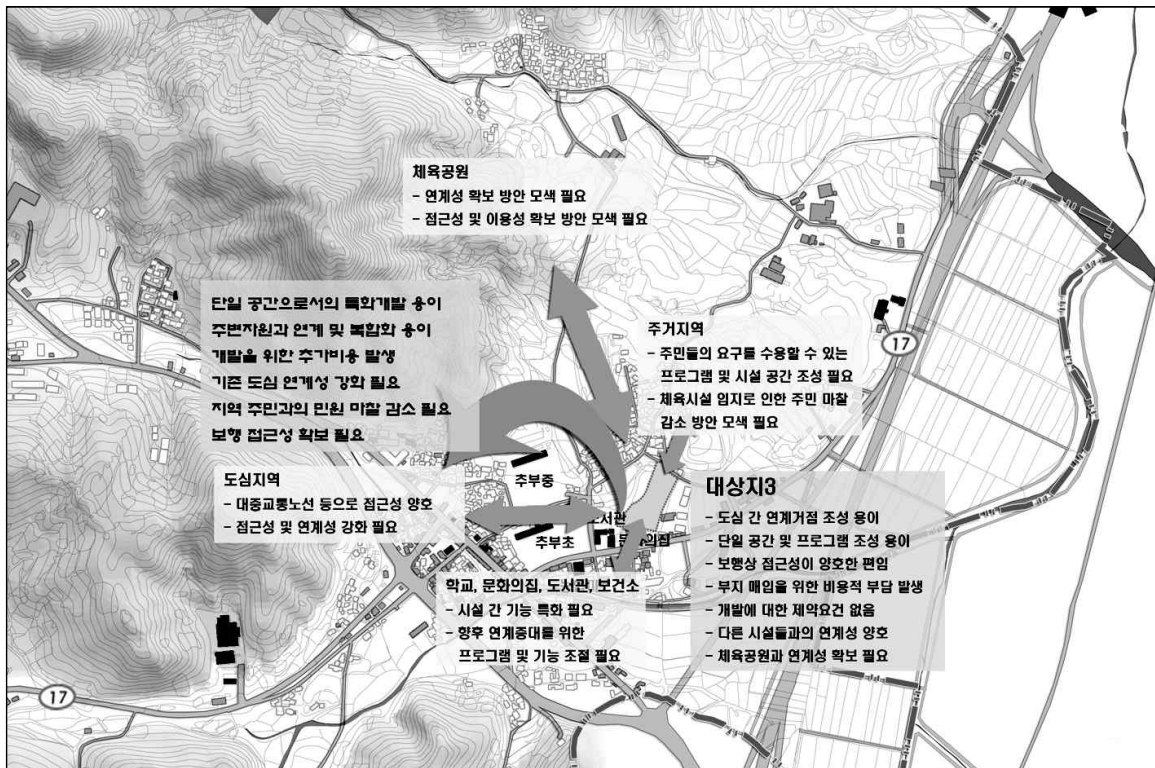 체육공원
- 연계성 확보 방안 모색 필요
- 접근성 및 이용성 확보 방안 모색 필요
단일 공간으로서의 특화개발 용이
주변자원과 연계 및 복합화 용이
개발을 위한 추가비용 발생
기존 도심 연계성 강화 필요
지역 주민과의 민원 마찰 감소 필요
보행 접근성 확보 필요
주거지역
- 주민들의 요구를 수용할 수 있는
프로그램 및 시설 공간 조성 필요
- 체육시설 입지로 인한 주민 마찰
감소 방안 모색 필요
17
도심지역
- 대중교통노선 등으로 접근성 양호
- 접근성 및 연계성 강화 필요
추부중
추부초
대상지3
- 도심 간 연계거점 조성 용이
- 단일 공간 및 프로그램 조성 용이
- 보행상 접근성이 양호한 편임
- 부지 매입을 위한 비용적 부담 발생
- 개발에 대한 제약요건 없음
- 다른 시설들과의 연계성 양호
- 체육공원과 연계성 확보 필요
학교, 문화의집, 도서관, 보건소
- 시설 간 기능 특화 필요
- 향후 연계증대를 위한
프로그램 및 기능 조절 필요
17